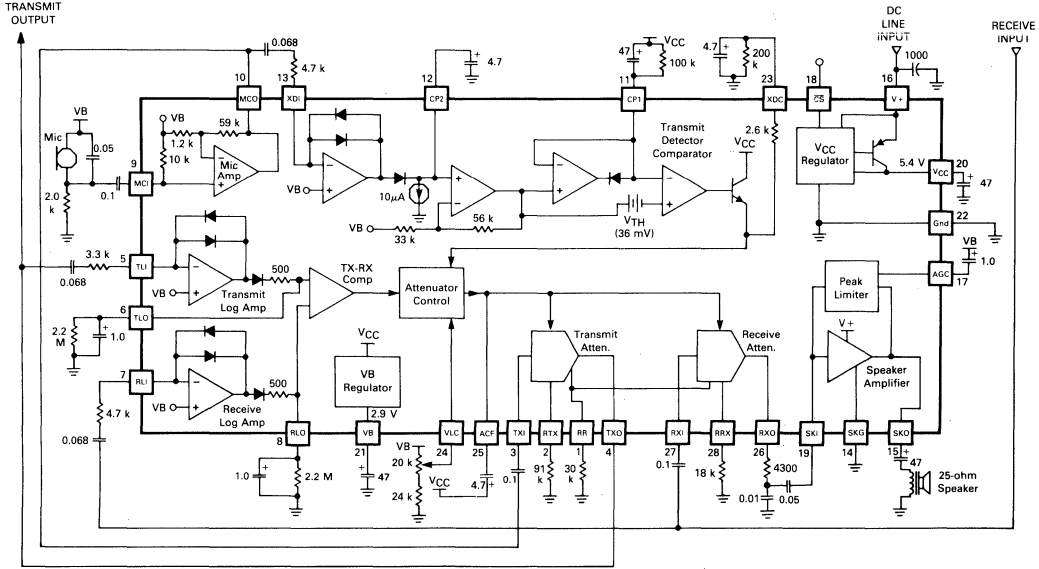 TRANSMIT
OUTPUT
DC
LINE
INPUT
RECEIVE
INPUT
0.068
4.7 k
10
13
12
+
4.7
47
+
VCC
100 k
11
4.7
+
200
k
23
18
16
1000
+
MCO
XDI
CP2
CP1
XDC
CS
V+
VB
Mic
0.05
9
MCI
0.1
2.0
k
VB
1.2 k
59 k
10 k
Mic
Amp
VB
10μA
VB
33 k
56 k
VTH
(36 mV)
Transmit
Detector
Comparator
VCC
2.6 k
VCC
Regulator
5.4 V
20
VCC
+
47
Gnd
22
VB
+
1.0
AGC
17
3.3 k
0.068
5
TLI
VB
Transmit
Log Amp
500
TX-RX
Comp
Attenuator
Control
6
TLO
2.2
M
+
1.0
7
RLI
4.7 k
0.068
VB
Receive
Log Amp
500
VCC
VB
Regulator
2.9 V
Transmit
Atten.
Receive
Atten.
Peak
Limiter
V+
Speaker
Amplifier
RLO
VB
VLC
ACF
TXI
RTX
RR
TXO
RXI
RRX
RXO
SKI
SKG
SKO
8
21
24
25
3
2
1
4
27
28
26
19
14
15
1.0
+
2.2 M
+
47
VB
20 k
24 k
VCC
4.7
+
0.1
91
k
30
k
0.1
18 k
4300
0.01
0.05
+
47
25-ohm
Speaker